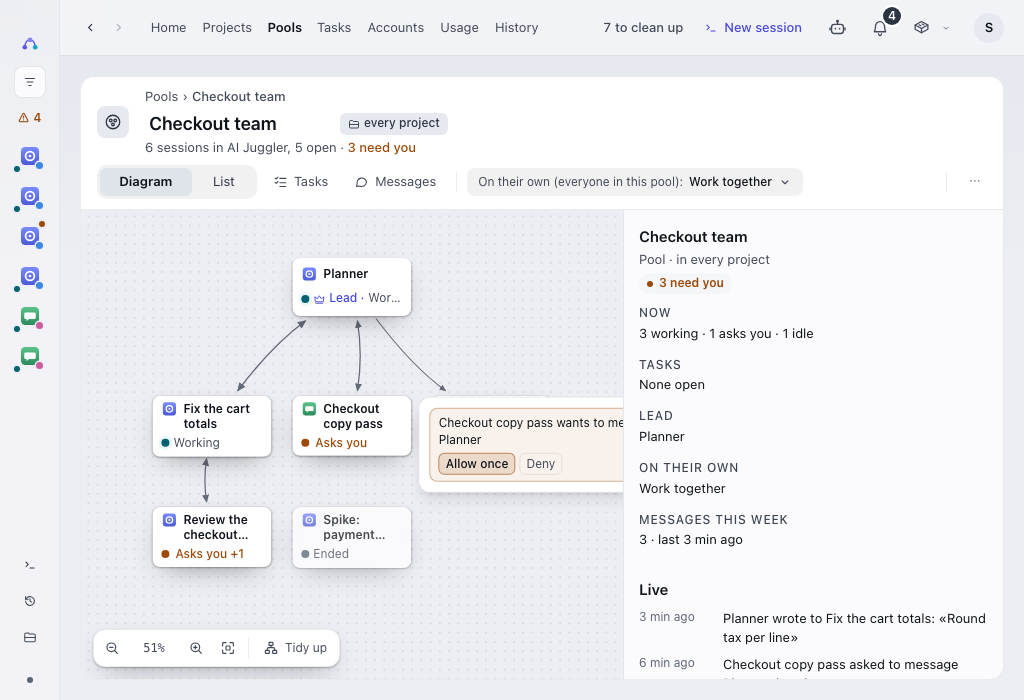 Home Projects Pools Tasks Accounts Usage History 7 to clean up New session 4 S
4
Pools › Checkout team
Checkout team every project
6 sessions in AI Juggler, 5 open · 3 need you
Diagram List Tasks Messages On their own (everyone in this pool): Work together ...
Planner
Lead · Wor...
Fix the cart
totals
Working
Checkout
copy pass
Asks you
Checkout copy pass wants to me
Planner
Allow once Deny
Review the
checkout...
Asks you +1
Spike:
payment...
Ended
51% Tidy up
Checkout team
Pool · in every project
3 need you
NOW
3 working · 1 asks you · 1 idle
TASKS
None open
LEAD
Planner
ON THEIR OWN
Work together
MESSAGES THIS WEEK
3 · last 3 min ago
Live
3 min ago Planner wrote to Fix the cart totals: «Round
tax per line»
6 min ago Checkout copy pass asked to message